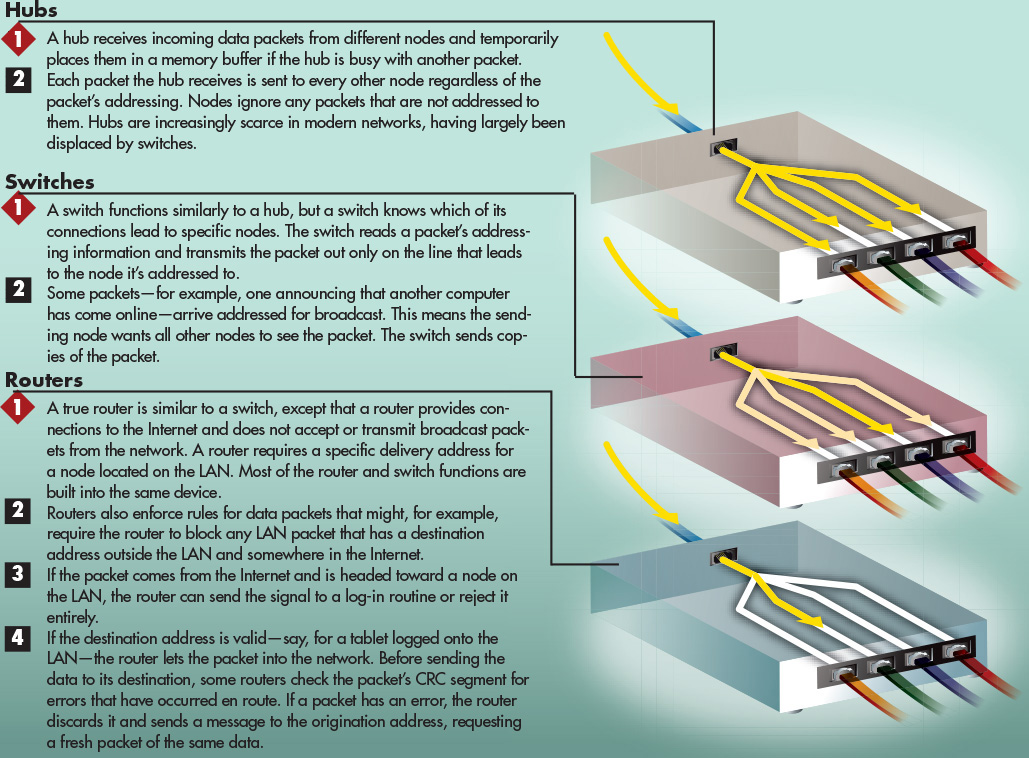 Hubs
1 A hub receives incoming data packets from different nodes and temporarily
places them in a memory buffer if the hub is busy with another packet.
2 Each packet the hub receives is sent to every other node regardless of the
packet's addressing. Nodes ignore any packets that are not addressed to
them. Hubs are increasingly scarce in modern networks, having largely been
displaced by switches.
Switches
1 A switch functions similarly to a hub, but a switch knows which of its
connections lead to specific nodes. The switch reads a packet's address-
ing information and transmits the packet out only on the line that leads
to the node it's addressed to.
2 Some packets—for example, one announcing that another computer
has come online—arrive addressed for broadcast. This means the send-
ing node wants all other nodes to see the packet. The switch sends cop-
ies of the packet.
Routers
1 A true router is similar to a switch, except that a router provides con-
nections to the Internet and does not accept or transmit broadcast pack-
ets from the network. A router requires a specific delivery address for
a node located on the LAN. Most of the router and switch functions are
built into the same device.
2 Routers also enforce rules for data packets that might, for example,
require the router to block any LAN packet that has a destination
address outside the LAN and somewhere in the Internet.
3 If the packet comes from the Internet and is headed toward a node on
the LAN, the router can send the signal to a log-in routine or reject it
entirely.
4 If the destination address is valid—say, for a tablet logged onto the
LAN—the router lets the packet into the network. Before sending the
data to its destination, some routers check the packet's CRC segment for
errors that have occurred en route. If a packet has an error, the router
discards it and sends a message to the origination address, requesting
a fresh packet of the same data.